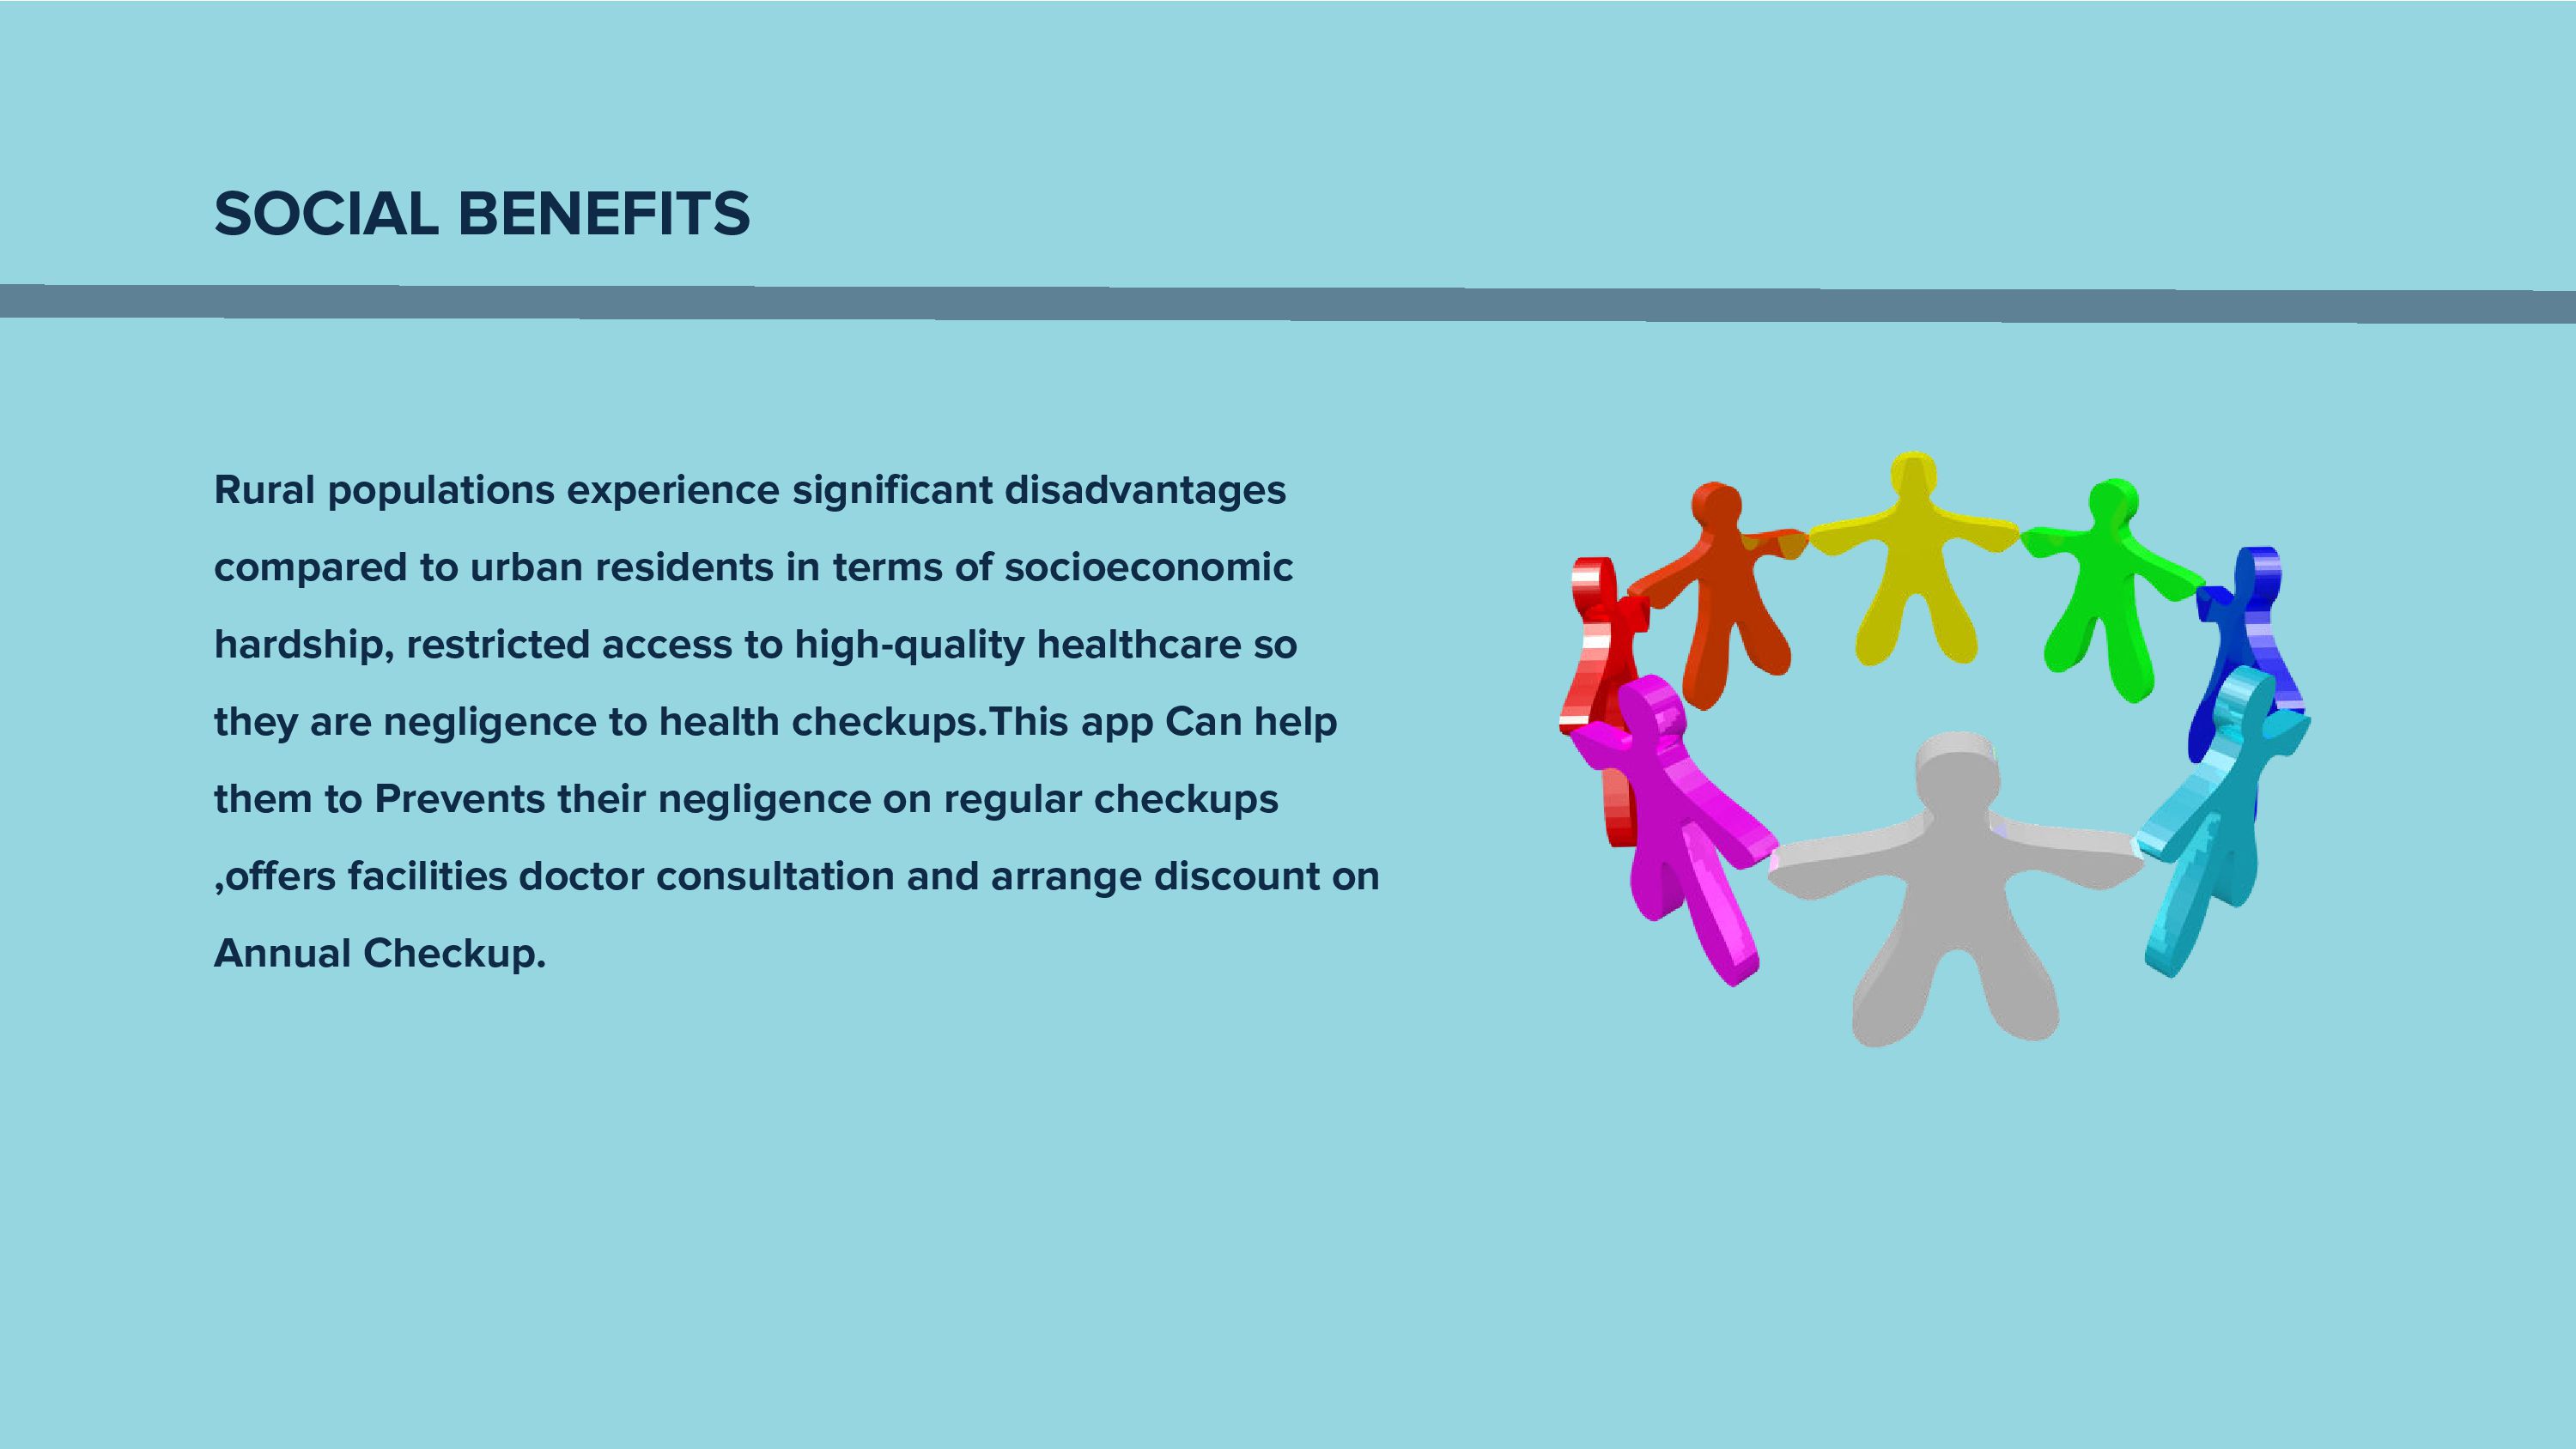 SOCIAL BENEFITS
Rural populations experience significant disadvantages
compared to urban residents in terms of socioeconomic
hardship, restricted access to high-quality healthcare so
they are negligence to health checkups.This app Can help
them to Prevents their negligence on regular checkups
,offers facilities doctor consultation and arrange discount on
Annual Checkup.